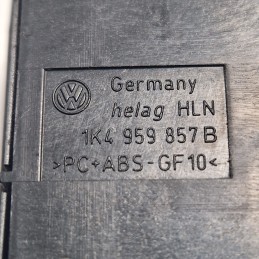 Germany
helag HLN
1K4 959 857 B
>PC+ABS-GF10<